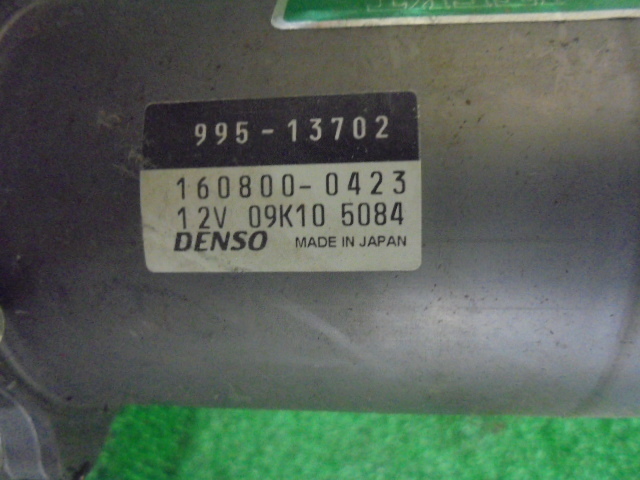 995-13702
160800-0423
12V 09K10 5084
DENSO MADE IN JAPAN